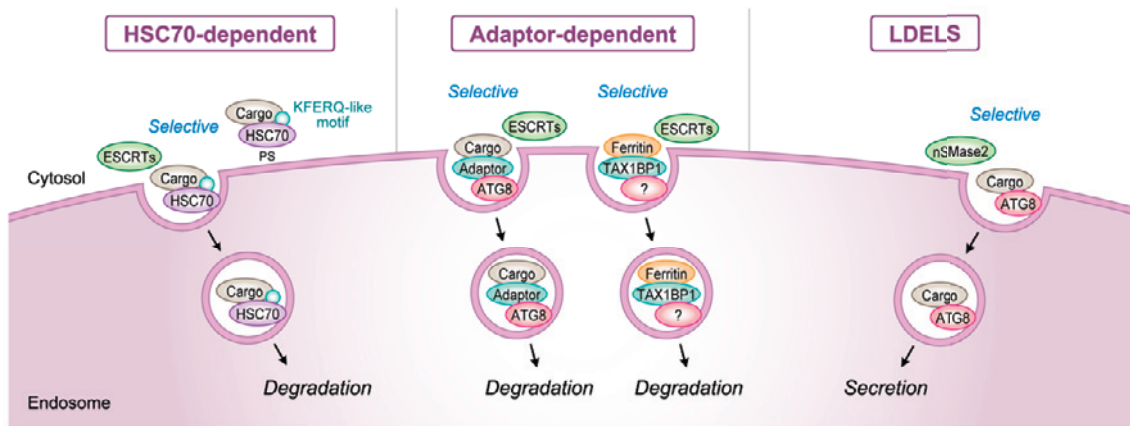 HSC70-dependent
Adaptor-dependent
LDELS
Selective
Cargo
HSC70
KFERQ-like
motif
PS
ESCRTs
Cargo
HSC70
Cytosol
Selective
ESCRTs
Cargo
Adaptor
ATG8
Selective
ESCRTs
Ferritin
TAX1BP1
?
Selective
nSMase2
Cargo
ATG8
Cargo
HSC70
Cargo
Adaptor
ATG8
Ferritin
TAX1BP1
?
Cargo
ATG8
Degradation
Degradation
Degradation
Secretion
Endosome